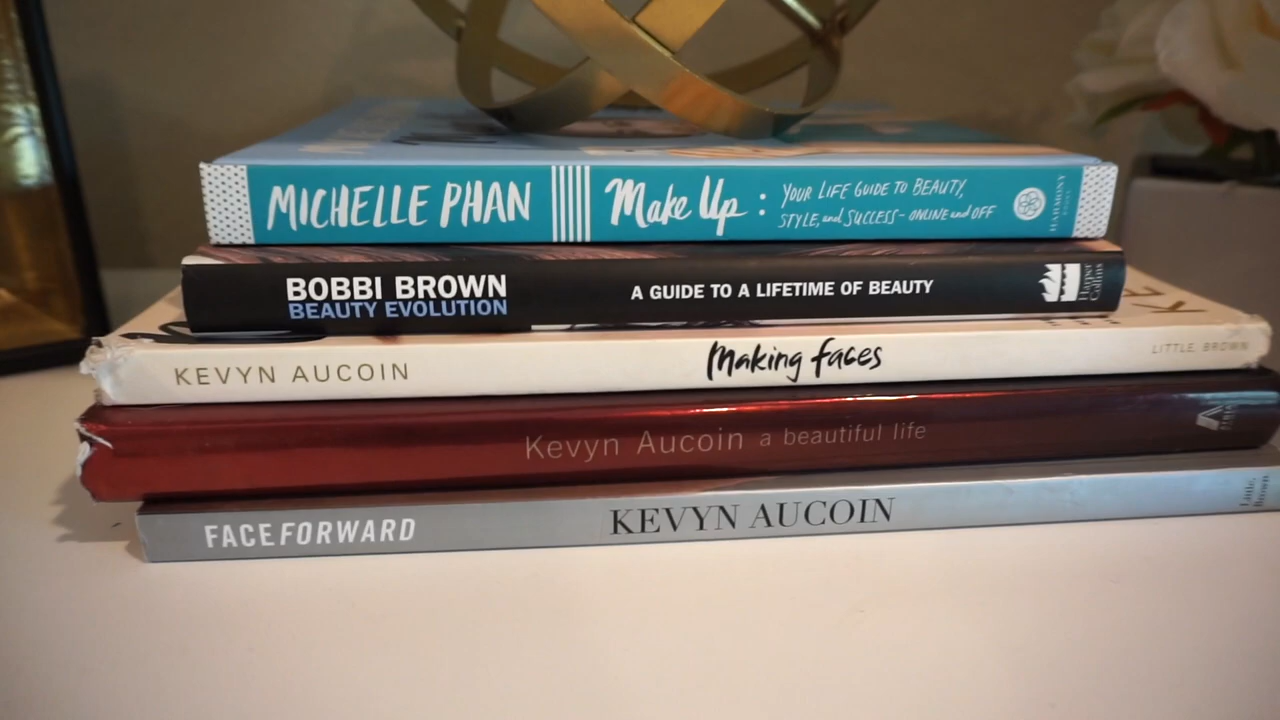 MICHELLE PHAN
Make Up:
YOUR LIFE GUIDE TO BEAUTY,
STYLE, and SUCCESS - ONLINE and OFF
HARMONY
BOBBI BROWN
BEAUTY EVOLUTION
A GUIDE TO A LIFETIME OF BEAUTY
Harper
Collins
KEVYN AUCOIN
Making faces
LITTLE, BROWN
Kevyn Aucoin a beautiful life
FACEFORWARD
KEVYN AUCOIN
Little,
Brown